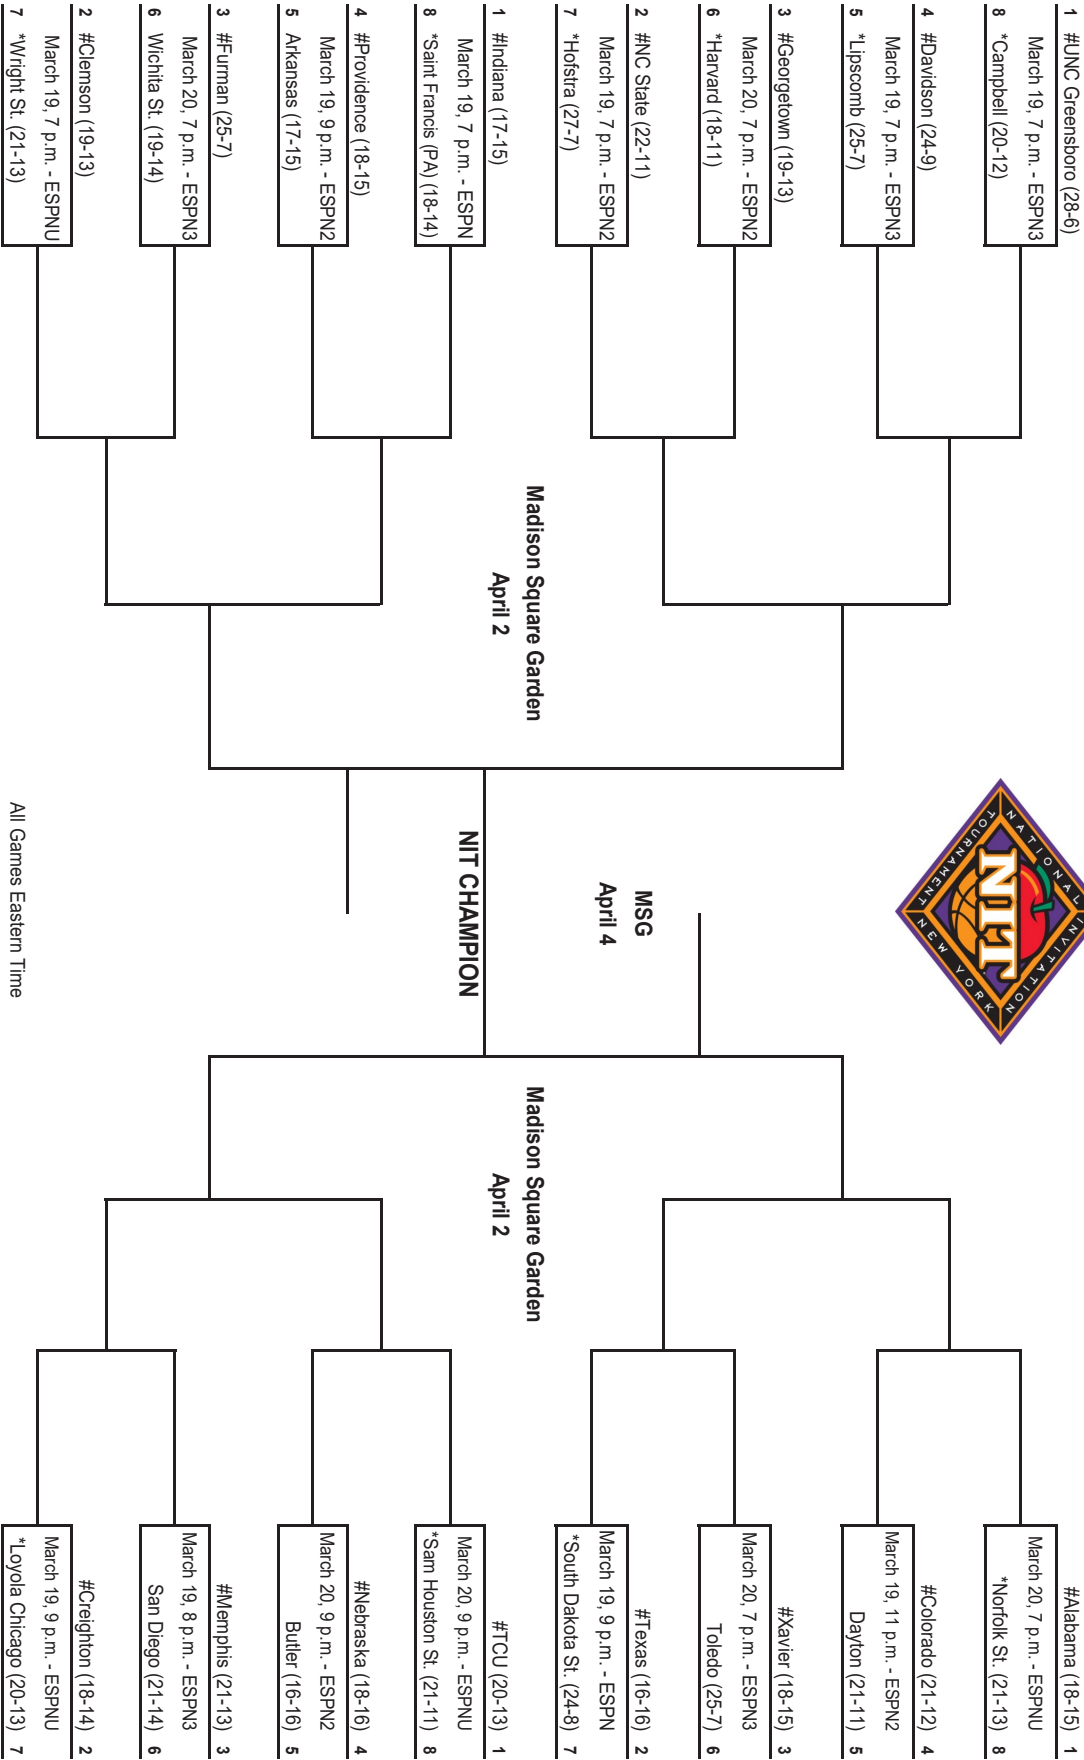 1 #UNC Greensboro (28-6)
March 19, 7 p.m. - ESPN3
8 *Campbell (20-12)
4 #Davidson (24-9)
March 19, 7 p.m. - ESPN3
5 *Lipscomb (25-7)
3 #Georgetown (19-13)
March 20, 7 p.m. - ESPN2
6 *Harvard (18-11)
2 #NC State (22-11)
March 19, 7 p.m. - ESPN2
7 *Hofstra (27-7)
1 #Indiana (17-15)
March 19, 7 p.m. - ESPN
8 *Saint Francis (PA) (18-14)
4 #Providence (18-15)
March 19, 9 p.m. - ESPN2
5 Arkansas (17-15)
3 #Furman (25-7)
March 20, 7 p.m. - ESPN3
6 Wichita St. (19-14)
2 #Clemson (19-13)
March 19, 7 p.m. - ESPNU
7 *Wright St. (21-13)
Madison Square Garden
April 2
NATIONAL INVITATION
NIT
TOURNAMENT NEW YORK
MSG
April 4
NIT CHAMPION
All Games Eastern Time
Madison Square Garden
April 2
#Alabama (18-15) 1
March 20, 7 p.m. - ESPNU
*Norfolk St. (21-13) 8
#Colorado (21-12) 4
March 19, 11 p.m. - ESPN2
Dayton (21-11) 5
#Xavier (18-15) 3
March 20, 7 p.m. - ESPN3
Toledo (25-7) 6
#Texas (16-16) 2
March 19, 9 p.m. - ESPN
*South Dakota St. (24-8) 7
#TCU (20-13) 1
March 20, 9 p.m. - ESPNU
*Sam Houston St. (21-11) 8
#Nebraska (18-16) 4
March 20, 9 p.m. - ESPN2
Butler (16-16) 5
#Memphis (21-13) 3
March 19, 8 p.m. - ESPN3
San Diego (21-14) 6
#Creighton (18-14) 2
March 19, 9 p.m. - ESPNU
*Loyola Chicago (20-13) 7